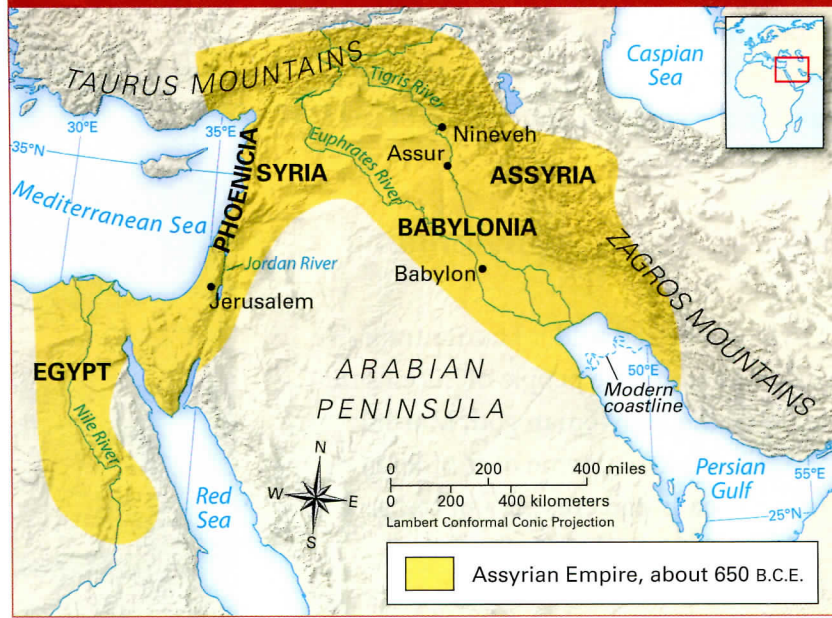 TAURUS MOUNTAINS
Caspian
Sea
30°E
35°E
35°N
Tigris River
Nineveh
Euphrates River
Assur
PHOENICIA
SYRIA
ASSYRIA
Mediterranean Sea
BABYLONIA
ZAGROS MOUNTAINS
Jordan River
Babylon
Jerusalem
EGYPT
ARABIAN
PENINSULA
50°E
Modern
coastline
Nile River
N
W
E
S
0 200 400 miles
0 200 400 kilometers
Lambert Conformal Conic Projection
Red
Sea
Persian
Gulf
55°E
25°N
Assyrian Empire, about 650 B.C.E.